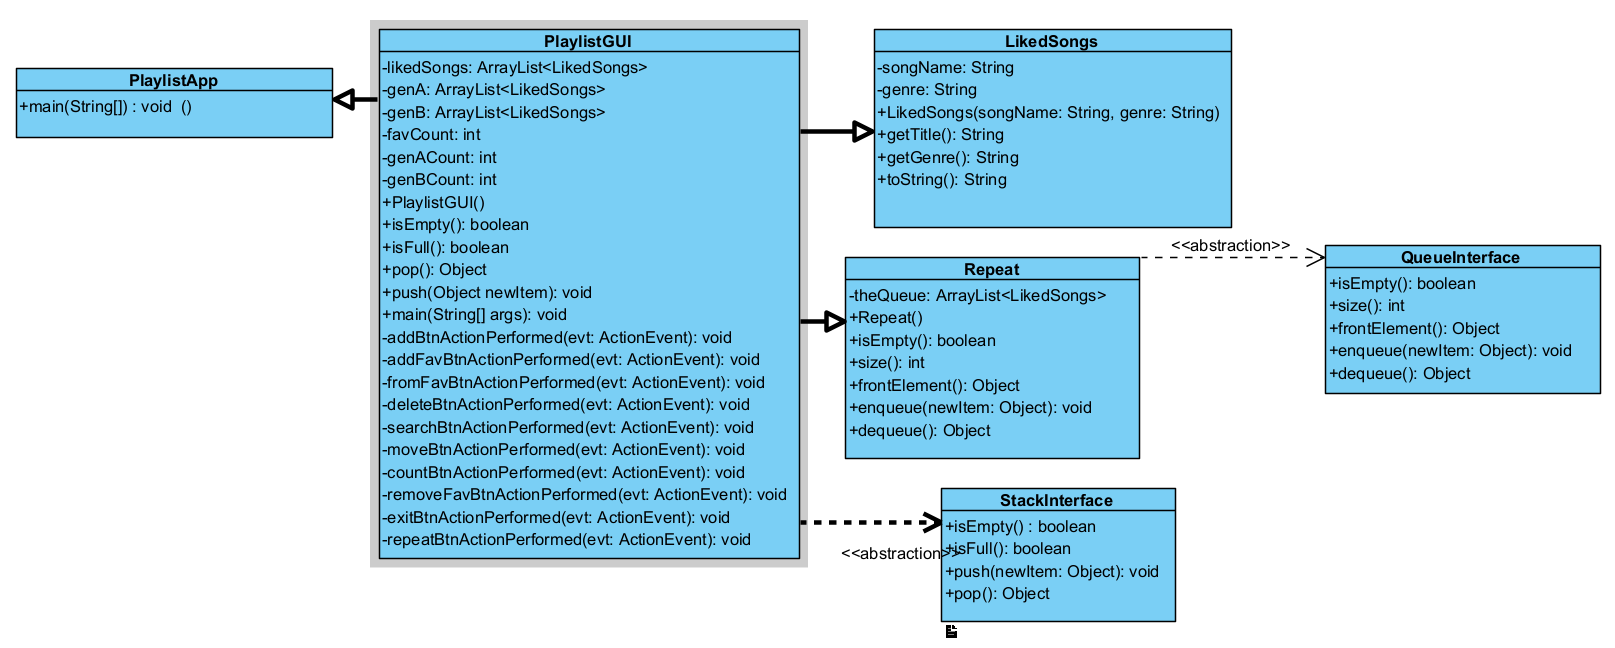 PlaylistApp
+main(String[]) : void  ()
PlaylistGUI
-likedSongs: ArrayList<LikedSongs>
-genA: ArrayList<LikedSongs>
-genB: ArrayList<LikedSongs>
-favCount: int
-genACount: int
-genBCount: int
+PlaylistGUI()
+isEmpty(): boolean
+isFull(): boolean
+pop(): Object
+push(Object newItem): void
+main(String[] args): void
-addBtnActionPerformed(evt: ActionEvent): void
-addFavBtnActionPerformed(evt: ActionEvent): void
-fromFavBtnActionPerformed(evt: ActionEvent): void
-deleteBtnActionPerformed(evt: ActionEvent): void
-searchBtnActionPerformed(evt: ActionEvent): void
-moveBtnActionPerformed(evt: ActionEvent): void
-countBtnActionPerformed(evt: ActionEvent): void
-removeFavBtnActionPerformed(evt: ActionEvent): void
-exitBtnActionPerformed(evt: ActionEvent): void
-repeatBtnActionPerformed(evt: ActionEvent): void
LikedSongs
-songName: String
-genre: String
+LikedSongs(songName: String, genre: String)
+getTitle(): String
+getGenre(): String
+toString(): String
Repeat
-theQueue: ArrayList<LikedSongs>
+Repeat()
+isEmpty(): boolean
+size(): int
+frontElement(): Object
+enqueue(newItem: Object): void
+dequeue(): Object
<<abstraction>>
QueueInterface
+isEmpty(): boolean
+size(): int
+frontElement(): Object
+enqueue(newItem: Object): void
+dequeue(): Object
<<abstraction>>
StackInterface
+isEmpty() : boolean
+isFull(): boolean
+push(newItem: Object): void
+pop(): Object